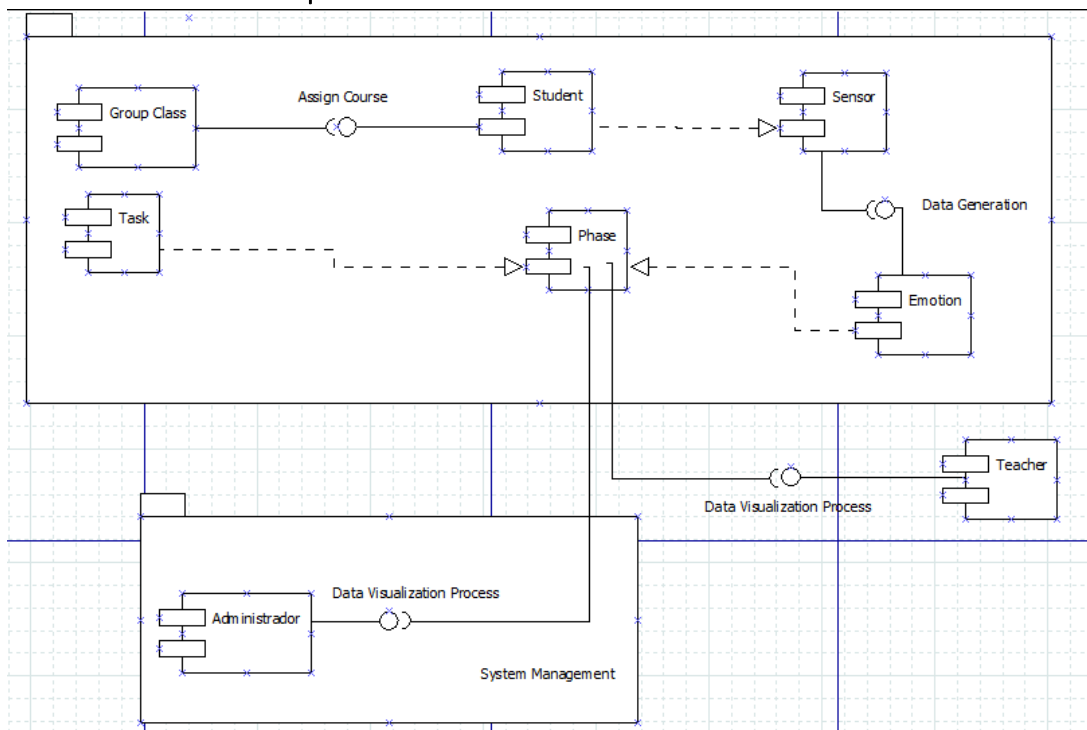 Group Class
Assign Course
Student
Sensor
Task
Phase
Data Generation
Emotion
Teacher
Data Visualization Process
Data Visualization Process
Administrador
System Management